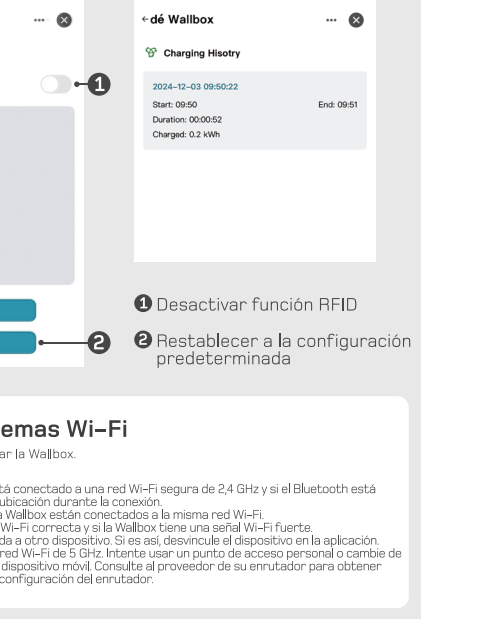 ←dé Wallbox
Charging Hisotry
2024-12-03 09:50:22
Start: 09:50 End: 09:51
Duration: 00:00:52
Charged: 0.2 kWh
1
2
1 Desactivar función RFID
2 Restablecer a la configuración
predeterminada
emas Wi-Fi
ar la Wallbox.
tá conectado a una red Wi-Fi segura de 2,4 GHz y si el Bluetooth está
ubicación durante la conexión.
a Wallbox están conectados a la misma red Wi-Fi.
Wi-Fi correcta y si la Wallbox tiene una señal Wi-Fi fuerte.
da a otro dispositivo. Si es así, desvincule el dispositivo en la aplicación.
red Wi-Fi de 5 GHz. Intente usar un punto de acceso personal o cambie de
dispositivo móvil. Consulte al proveedor de su enrutador para obtener
configuración del enrutador.